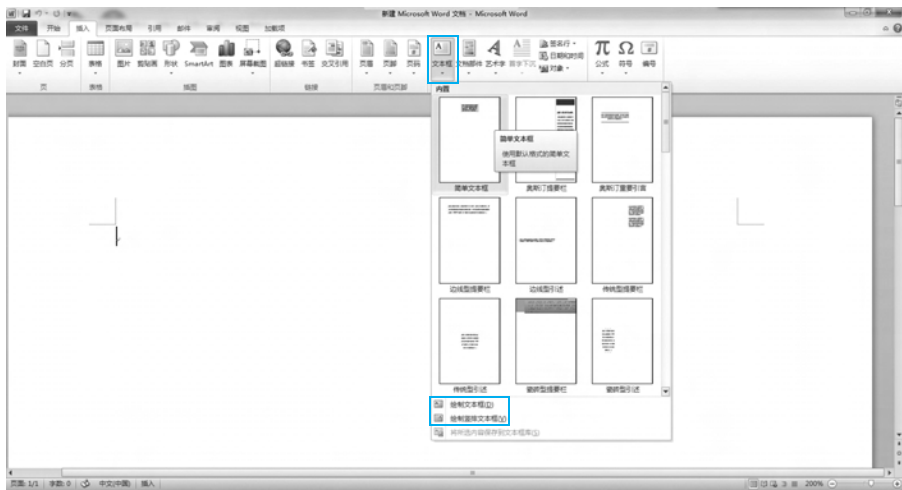 新建 Microsoft Word 文档 - Microsoft Word
文件 开始 插入 页面布局 引用 邮件 审阅 视图 加载项
封面 空白页 分页 表格 图片 剪贴画 形状 SmartArt 图表 屏幕截图 超链接 书签 交叉引用 页眉 页脚 页码 文本框 文档部件 艺术字 首字下沉 签名行 日期和时间 对象 公式 符号 编号
页 表格 插图 链接 页眉和页脚
内置
简单文本框
使用默认格式的简单文
本框
简单文本框 奥斯汀提要栏 奥斯汀重要引言
边线型提要栏 边线型引述 传统型提要栏
传统型引述 瓷砖型提要栏 瓷砖型引述
绘制文本框(D)
绘制竖排文本框(V)
将所选内容保存到文本框库(S)
页面: 1/1 字数: 0 中文(中国) 插入 200%